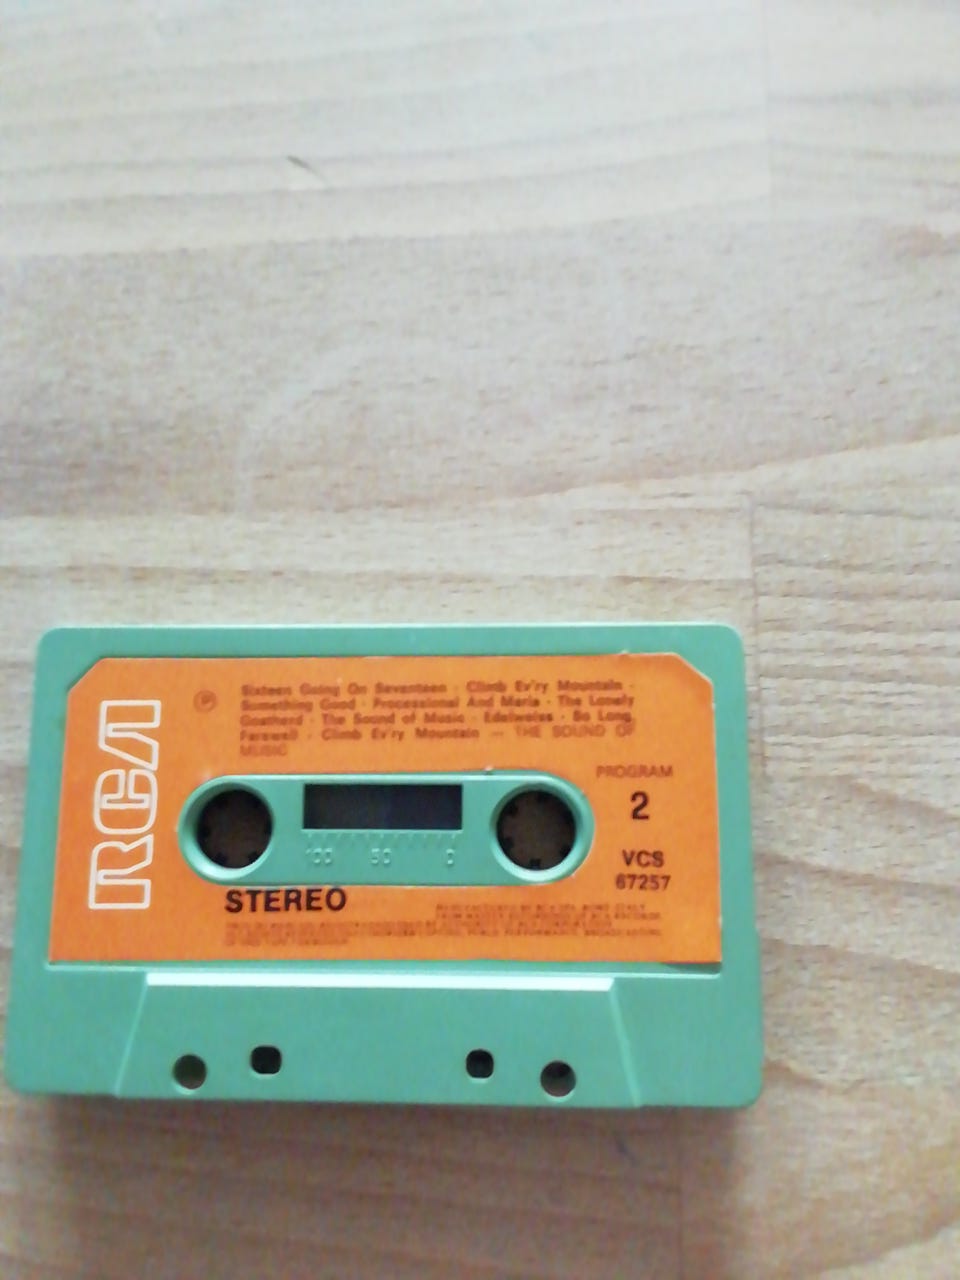 Sixteen Going On Seventeen · Climb Ev'ry Mountain ·
Something Good · Processional And Maria · The Lonely
Goatherd · The Sound of Music · Edelweiss · So Long,
Farewell · Climb Ev'ry Mountain — THE SOUND OF
MUSIC
RCA
PROGRAM
2
VCS
67257
100 50 0
STEREO